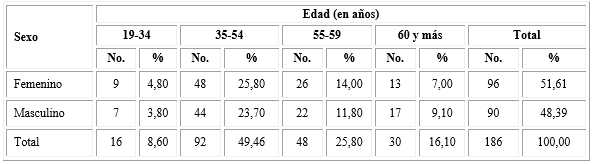 Sexo Edad (en años)
19-34 35-54 55-59 60 y más Total
No. % No. % No. % No. % No. %
Femenino 9 4,80 48 25,80 26 14,00 13 7,00 96 51,61
Masculino 7 3,80 44 23,70 22 11,80 17 9,10 90 48,39
Total 16 8,60 92 49,46 48 25,80 30 16,10 186 100,00